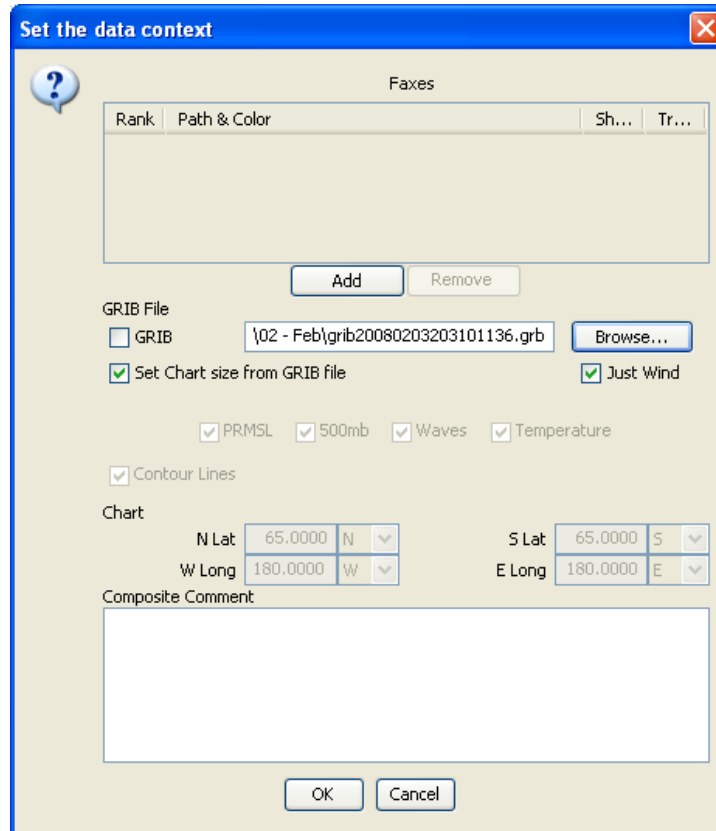 Set the data context
Faxes
Rank Path & Color Sh... Tr...
Add Remove
GRIB File
GRIB \02 - Feb\grib20080203203101136.grb Browse...
Set Chart size from GRIB file Just Wind
PRMSL 500mb Waves Temperature
Contour Lines
Chart
N Lat 65.0000 N S Lat 65.0000 S
W Long 180.0000 W E Long 180.0000 E
Composite Comment
OK Cancel